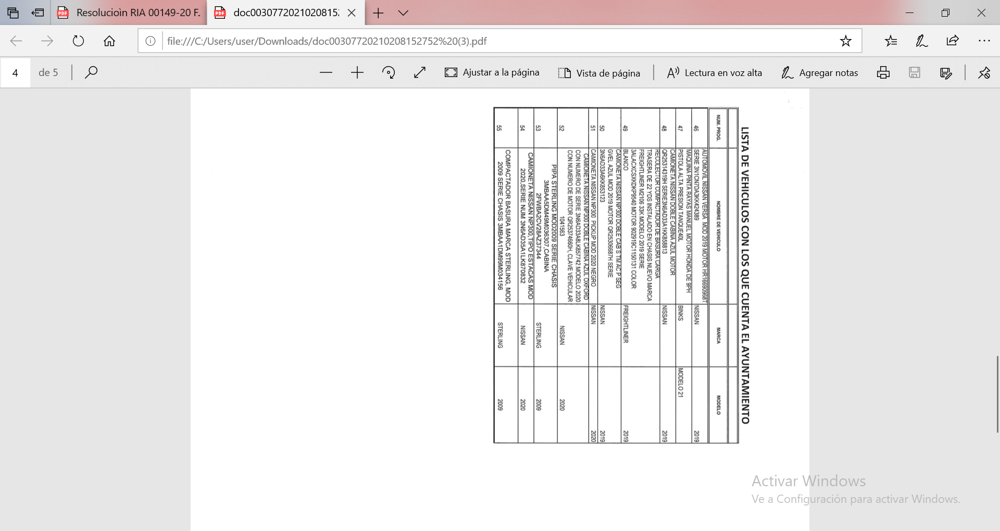 Resolucioìn RIA 00149-20 F.
doc00307720210208152
file:///C:/Users/user/Downloads/doc00307720210208152752%20(3).pdf
4 de 5
Ajustar a la página
Vista de página
Lectura en voz alta
Agregar notas
LISTA DE VEHICULOS CON LOS QUE CUENTA EL AYUNTAMIENTO
NUM. PROG. NOMBRE DE VEHICULO MARCA MODELO
46 AUTOMOVIL NISSAN VERSA MOD 2019 MOTOR HR16690968T NISSAN 2019
SERIE 3N1CN7DA3KK424389
47 MAQUINA PINTA RAYAS MANUEL MOTOR HONDA DE 9PH BINKS MODELO 21
PISTOLA ALTA PRESION TANQUE40L
48 CAMIONETA NISSAN DOBLE CABINA AZUL MOTOR NISSAN 2019
QR25314319H SERIE3N6AD33A1KK858813
49 RECOLECTOR COMPACTADOR DE BASURA CARGA FREIGHTLINER 2019
TRASERA DE 22 YDS INSTALADO EN CHASIS NUEVO MARCA
FREIGHTLINER M2106 33K MODELO 2019 SERIE
3ALACXCSXKDKP9540 MOTOR 902919C1150131 COLOR
BLANCO
50 CAMIONETA NISSAN NP300 DOBLE CAB S TM AC P SEG NISSAN 2019
GVEL AZUL MOD 2019 MOTOR QR25306687H SERIE
3N6AD33A6KK853123
51 CAMIONETA NISSAN NP300 PICKUP MOD 2020 NEGRO NISSAN 2020
52 CAMIONETA NISSAN NP300 DOBLE CABINA AZUL OXFORD NISSAN 2020
CON NUMERO DE SERIE 3N6AD33A8LK857742 MODELO 2020
CON NUMERO DE MOTOR QR25374660H, CLAVE VEHICULAR
1041563
53 PIPA STERLING MOD2009 SERIE CHASIS STERLING 2009
3MBAA5DM49M036307,CABINA
2FWBA2CV28AZ37344
54 CAMIONETA NISSAN NP300,TIPO ESTACAS MOD NISSAN 2020
2020,SERIE NUM 3N6AD35A1LK870832
55 COMPACTADOR BASURA MARCA STERLING, MOD STERLING 2009
2009 SERIE CHASIS 3MBAA1DM99M034156
Activar Windows
Ve a Configuración para activar Windows.